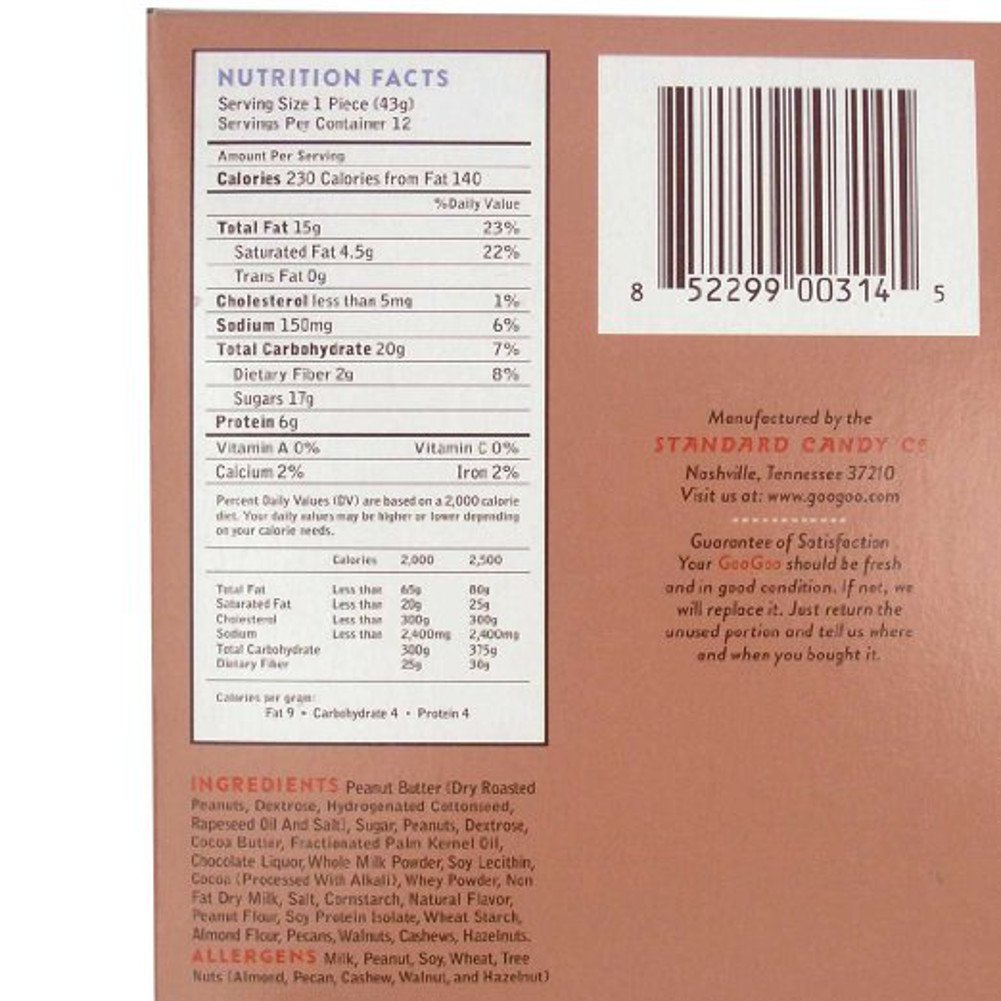 NUTRITION FACTS
Serving Size 1 Piece (43g)
Servings Per Container 12
Amount Per Serving
Calories 230 Calories from Fat 140
%Daily Value
Total Fat 15g 23%
Saturated Fat 4.5g 22%
Trans Fat 0g
Cholesterol less than 5mg 1%
Sodium 150mg 6%
Total Carbohydrate 20g 7%
Dietary Fiber 2g 8%
Sugars 17g
Protein 6g
Vitamin A 0% Vitamin C 0%
Calcium 2% Iron 2%
Percent Daily Values (DV) are based on a 2,000 calorie
diet. Your daily values may be higher or lower depending
on your calorie needs.
Calories 2,000 2,500
Total Fat Less than 65g 80g
Saturated Fat Less than 20g 25g
Cholesterol Less than 300g 300g
Sodium Less than 2,400mg 2,400mg
Total Carbohydrate 300g 375g
Dietary Fiber 25g 30g
Calories per gram:
Fat 9 • Carbohydrate 4 • Protein 4
INGREDIENTS Peanut Butter (Dry Roasted
Peanuts, Dextrose, Hydrogenated Cottonseed,
Rapeseed Oil And Salt), Sugar, Peanuts, Dextrose,
Cocoa Butter, Fractionated Palm Kernel Oil,
Chocolate Liquor, Whole Milk Powder, Soy Lecithin,
Cocoa (Processed With Alkali), Whey Powder, Non
Fat Dry Milk, Salt, Cornstarch, Natural Flavor,
Peanut Flour, Soy Protein Isolate, Wheat Starch,
Almond Flour, Pecans, Walnuts, Cashews, Hazelnuts.
ALLERGENS Milk, Peanut, Soy, Wheat, Tree
Nuts (Almond, Pecan, Cashew, Walnut, and Hazelnut)
8 52299 00314 5
Manufactured by the
STANDARD CANDY Co
Nashville, Tennessee 37210
Visit us at: www.googoo.com
Guarantee of Satisfaction
Your GooGoo should be fresh
and in good condition. If not, we
will replace it. Just return the
unused portion and tell us where
and when you bought it.